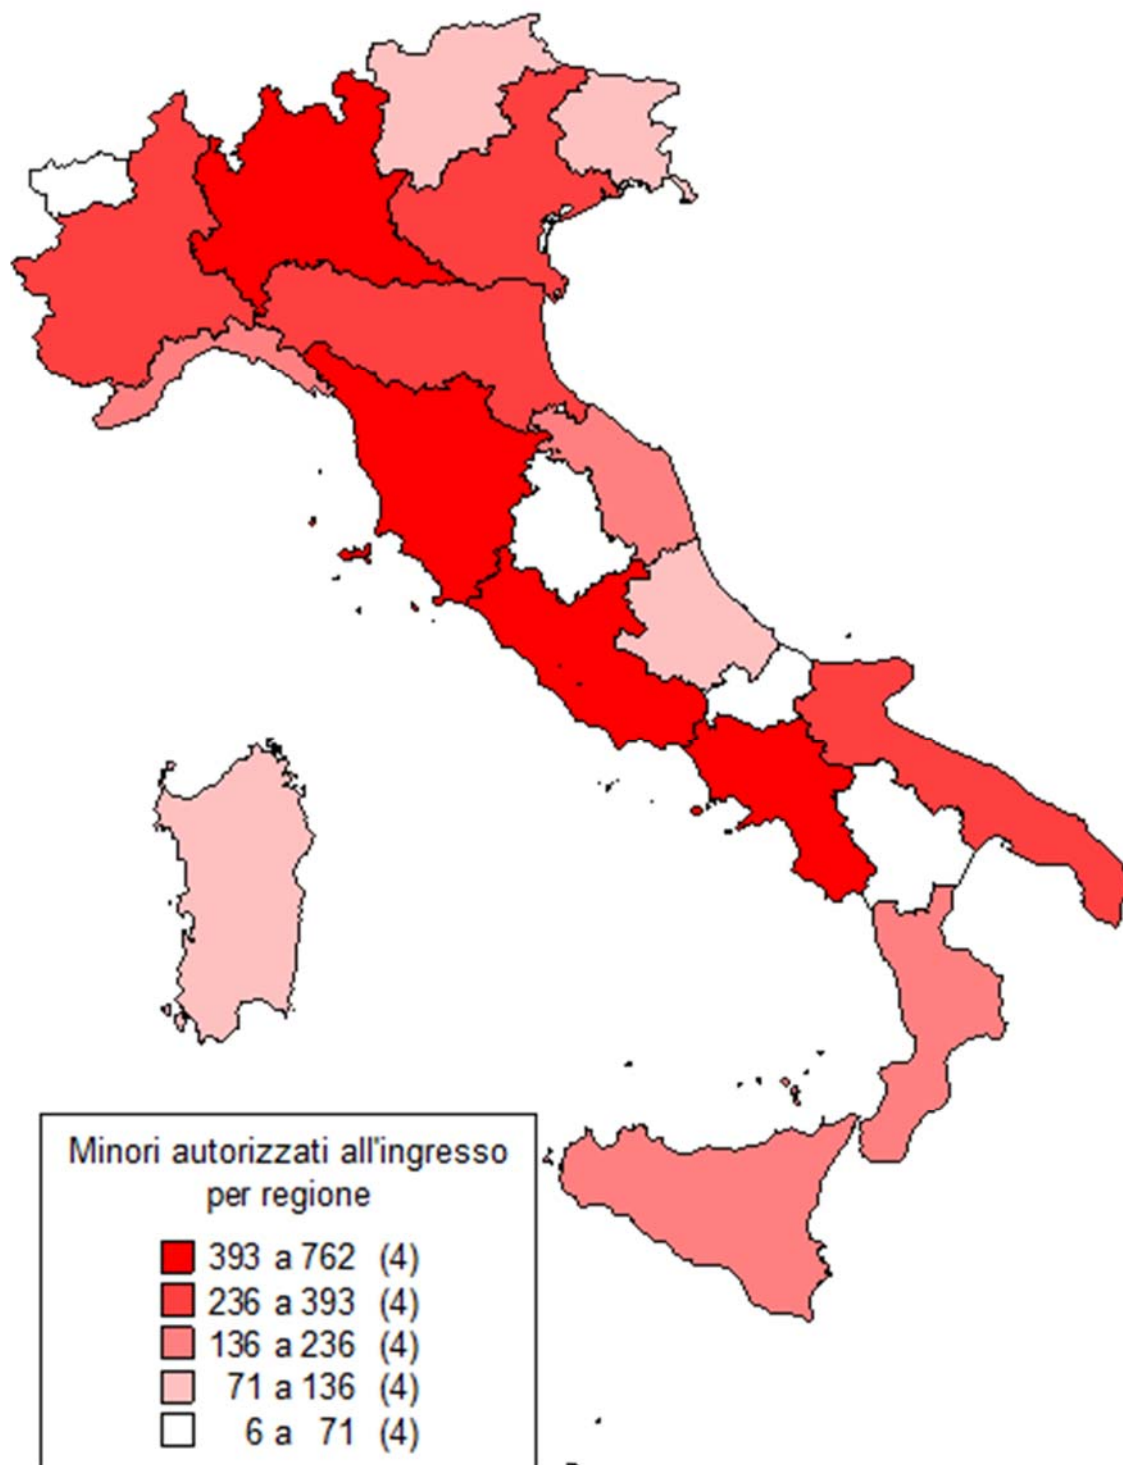 Minori autorizzati all'ingresso
per regione
393 a 762 (4)
236 a 393 (4)
136 a 236 (4)
71 a 136 (4)
6 a 71 (4)